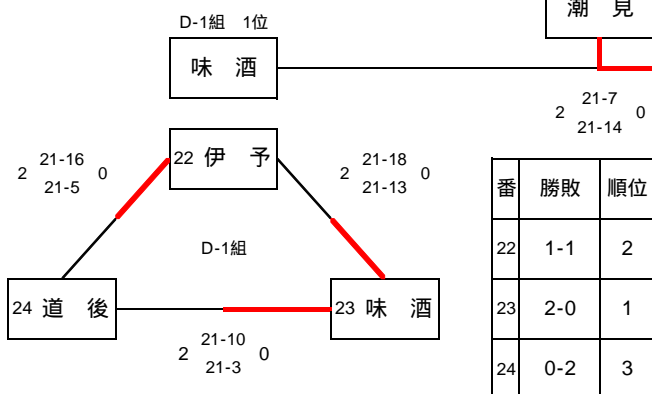 潮 見
D-1組 1位
味 酒
2 21-7 0
21-14
22 伊 予
2 21-16 0
21-5
2 21-18 0
21-13
D-1組
24 道 後
23 味 酒
2 21-10 0
21-3
番 勝敗 順位
22 1-1 2
23 2-0 1
24 0-2 3